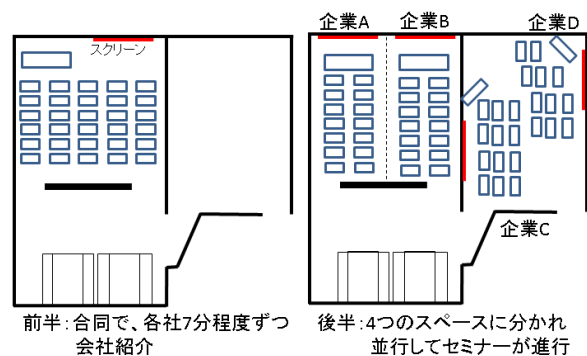 企業A
企業B
企業D
スクリーン
企業C
前半：合同で、各社7分程度ずつ
会社紹介
後半：4つのスペースに分かれ
並行してセミナーが進行